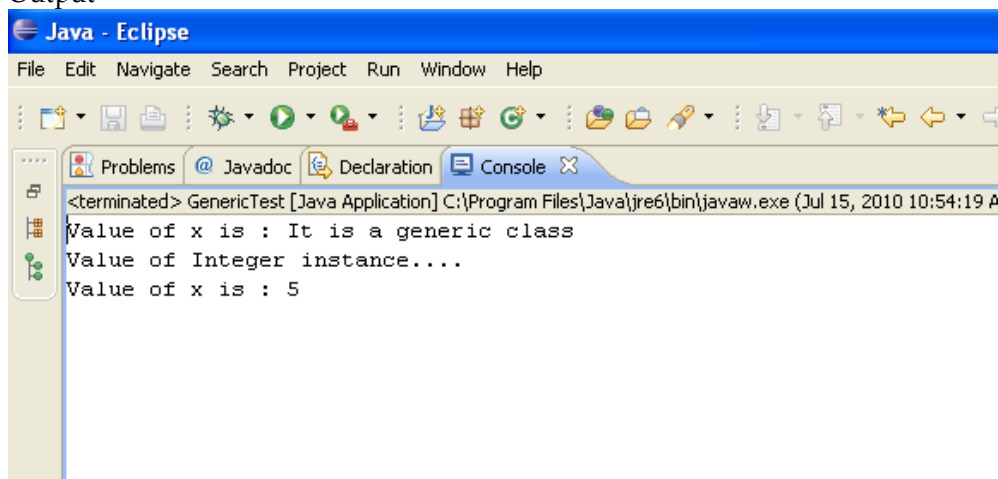 Output
Java - Eclipse
File Edit Navigate Search Project Run Window Help
Problems @ Javadoc Declaration Console
<terminated> GenericTest [Java Application] C:\Program Files\Java\jre6\bin\javaw.exe (Jul 15, 2010 10:54:19 A
Value of x is : It is a generic class
Value of Integer instance....
Value of x is : 5